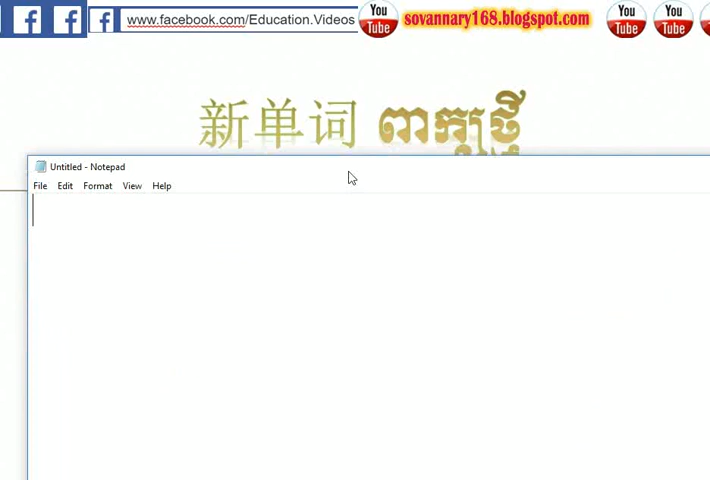 www.facebook.com/Education.Videos
You Tube
sovannary168.blogspot.com
You Tube
You Tube
新单词 ពាក្យថ្មី
Untitled - Notepad
File Edit Format View Help